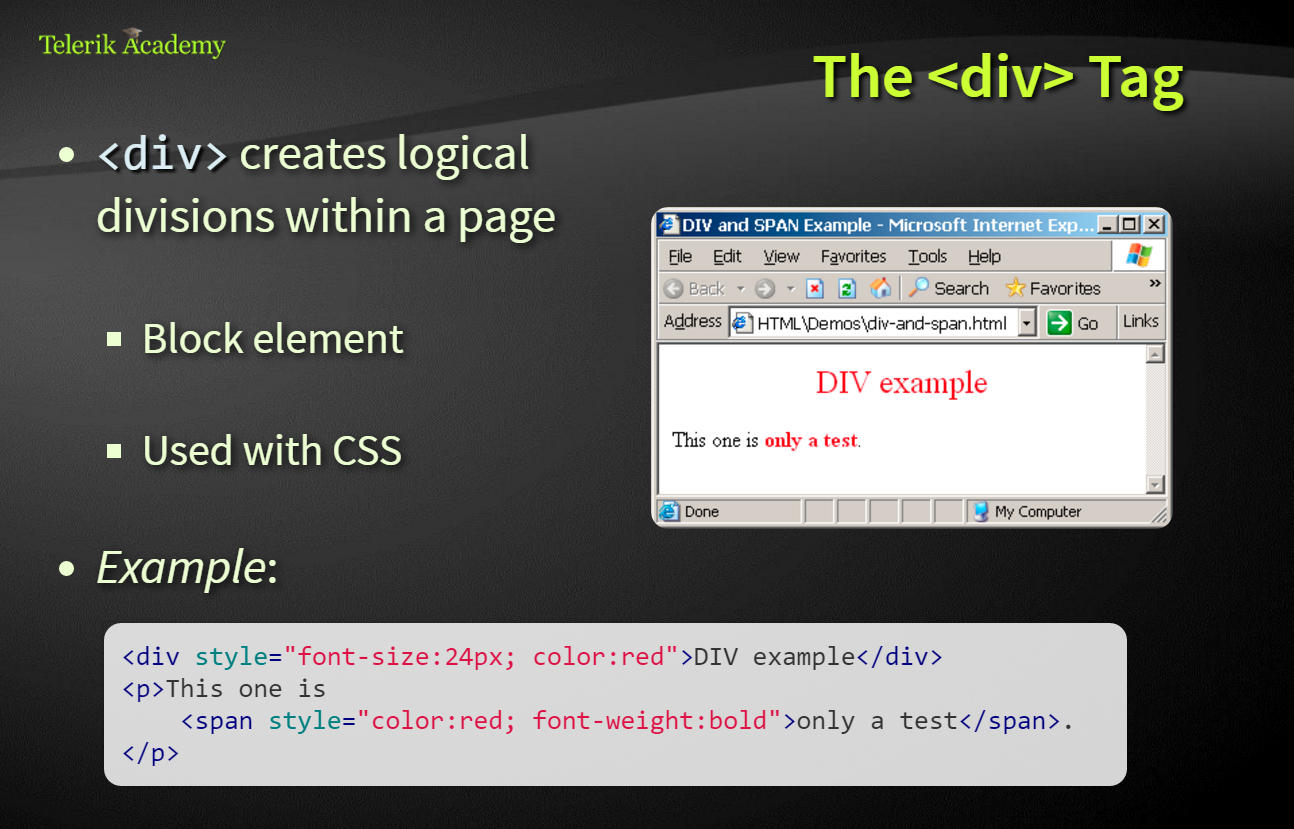 Telerik Academy
The <div> Tag
• <div> creates logical
divisions within a page
▪ Block element
▪ Used with CSS
DIV and SPAN Example - Microsoft Internet Exp...
File Edit View Favorites Tools Help
Back Search Favorites »
Address HTML\Demos\div-and-span.html Go Links
DIV example
This one is only a test.
Done My Computer
• Example:
<div style="font-size:24px; color:red">DIV example</div>
<p>This one is
    <span style="color:red; font-weight:bold">only a test</span>.
</p>